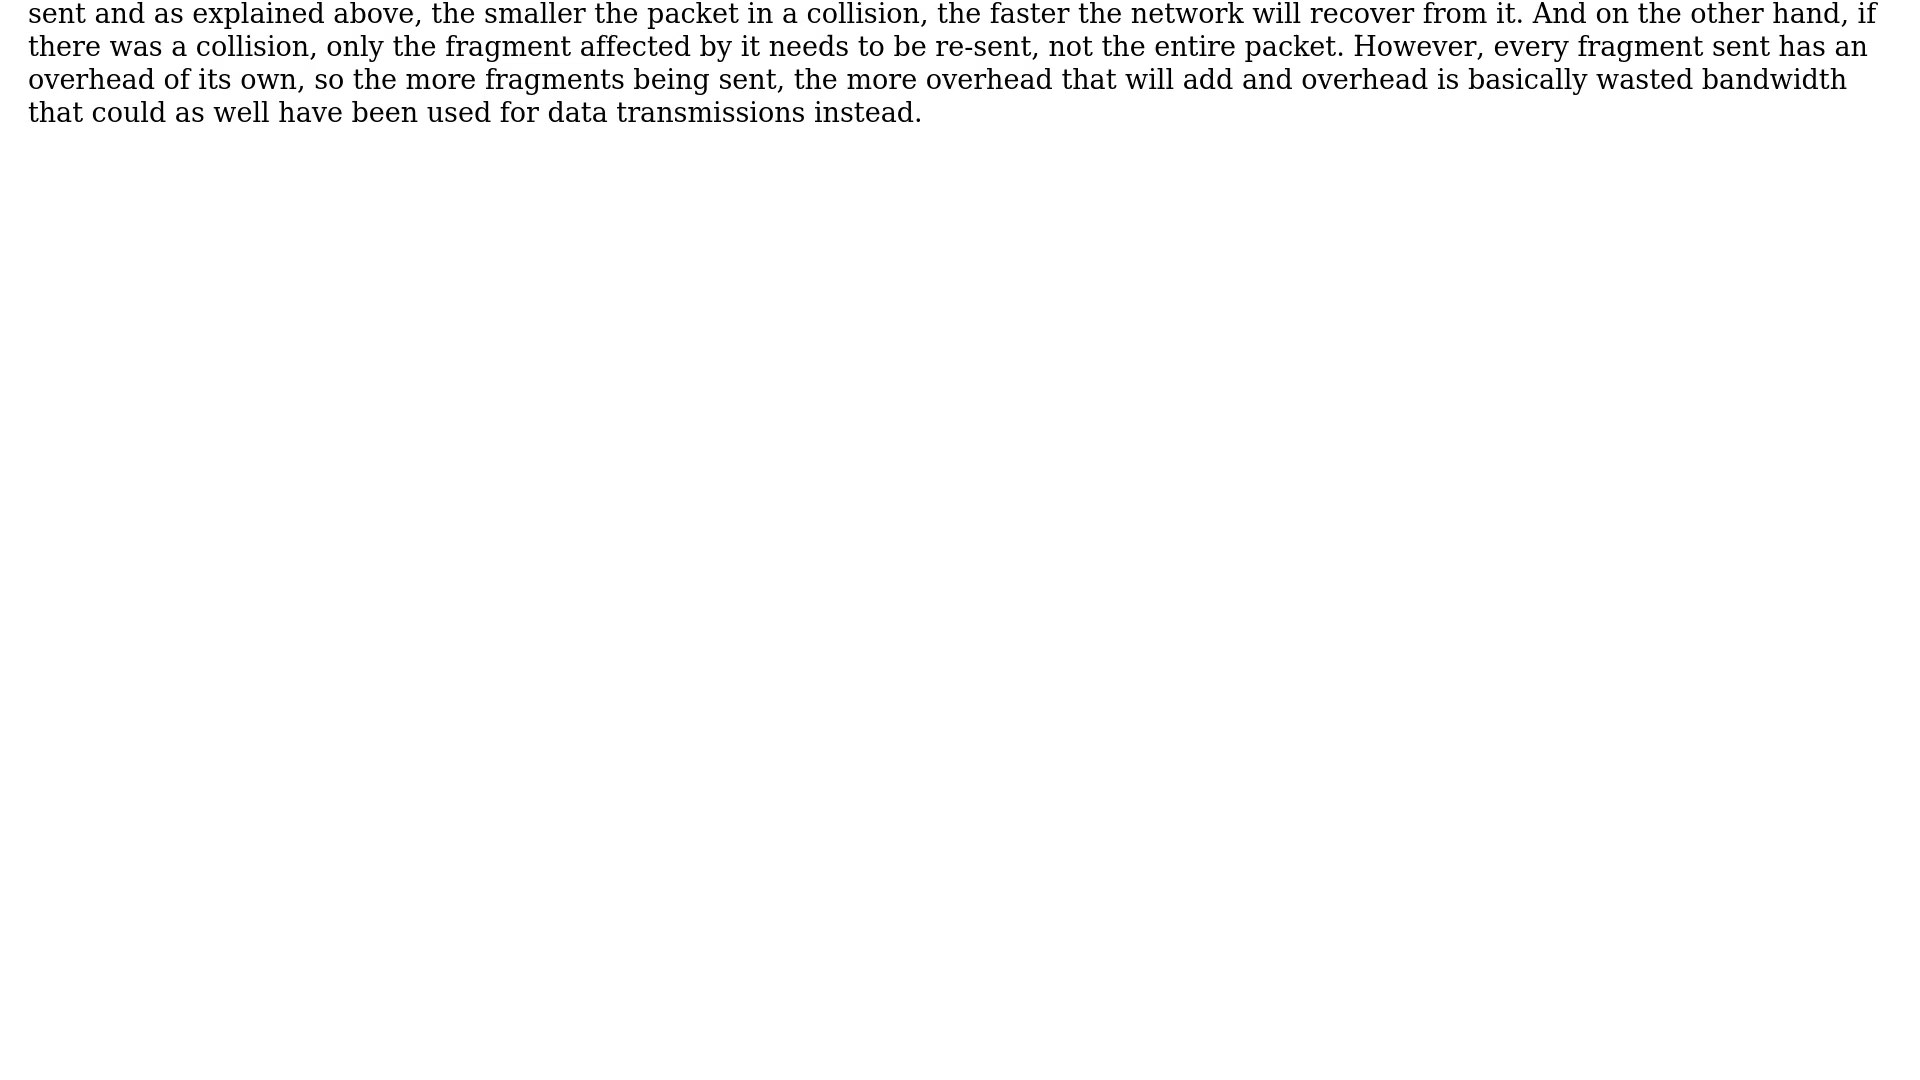 sent and as explained above, the smaller the packet in a collision, the faster the network will recover from it. And on the other hand, if
there was a collision, only the fragment affected by it needs to be re-sent, not the entire packet. However, every fragment sent has an
overhead of its own, so the more fragments being sent, the more overhead that will add and overhead is basically wasted bandwidth
that could as well have been used for data transmissions instead.